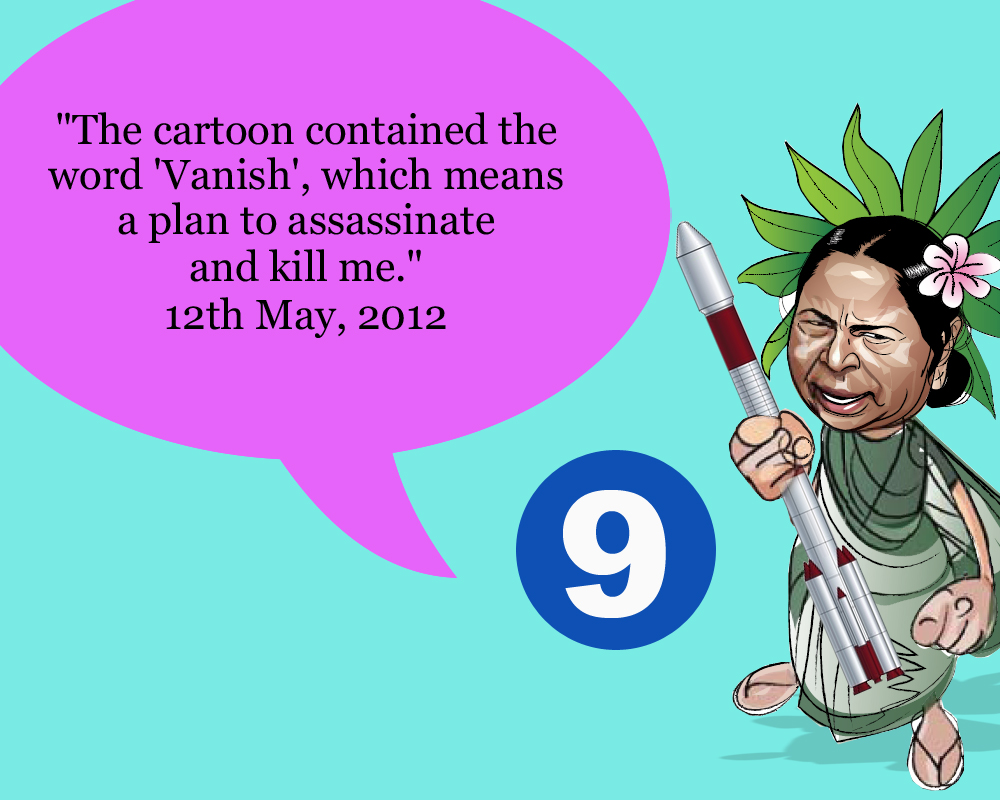 "The cartoon contained the
word 'Vanish', which means
a plan to assassinate
and kill me."
12th May, 2012
9